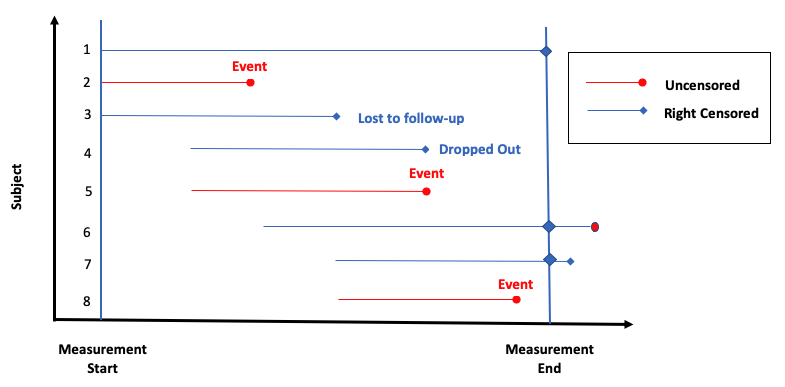 1
Event
2
Uncensored
3
Lost to follow-up
Right Censored
4
Dropped Out
Event
5
Subject
6
7
Event
8
Measurement
Start
Measurement
End